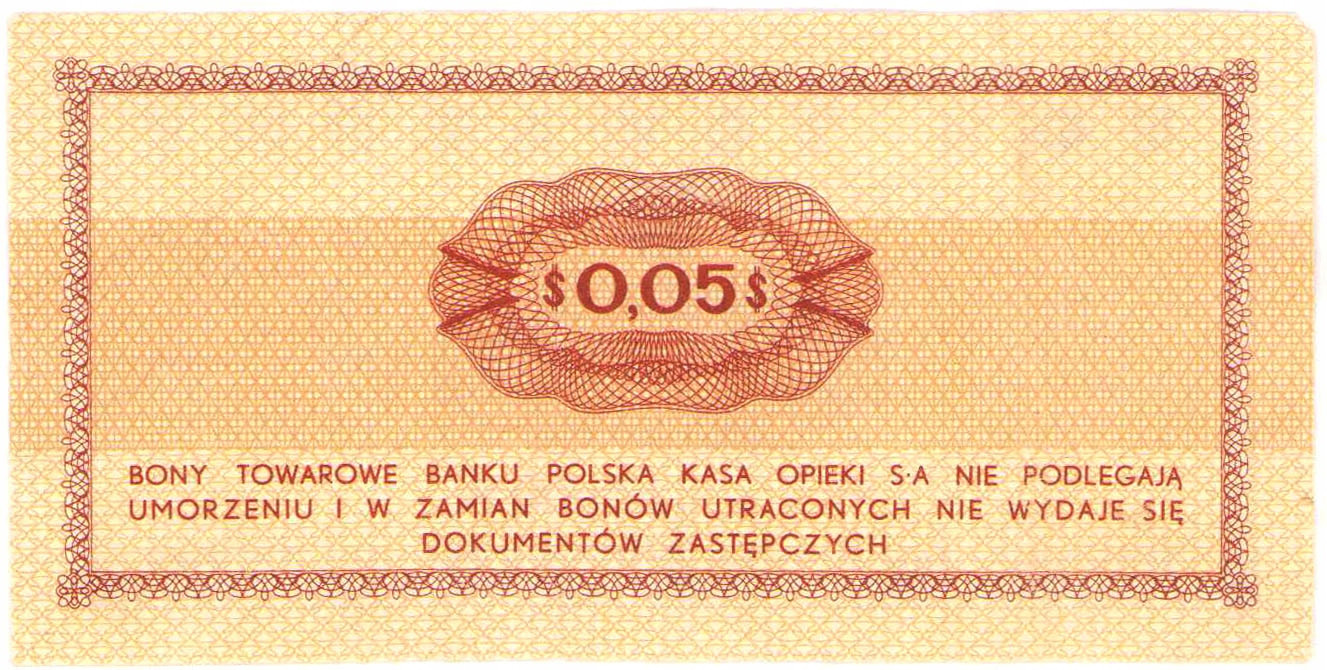 $0,05$
BONY TOWAROWE BANKU POLSKA KASA OPIEKI S·A NIE PODLEGAJĄ
UMORZENIU I W ZAMIAN BONÓW UTRACONYCH NIE WYDAJE SIĘ
DOKUMENTÓW ZASTĘPCZYCH